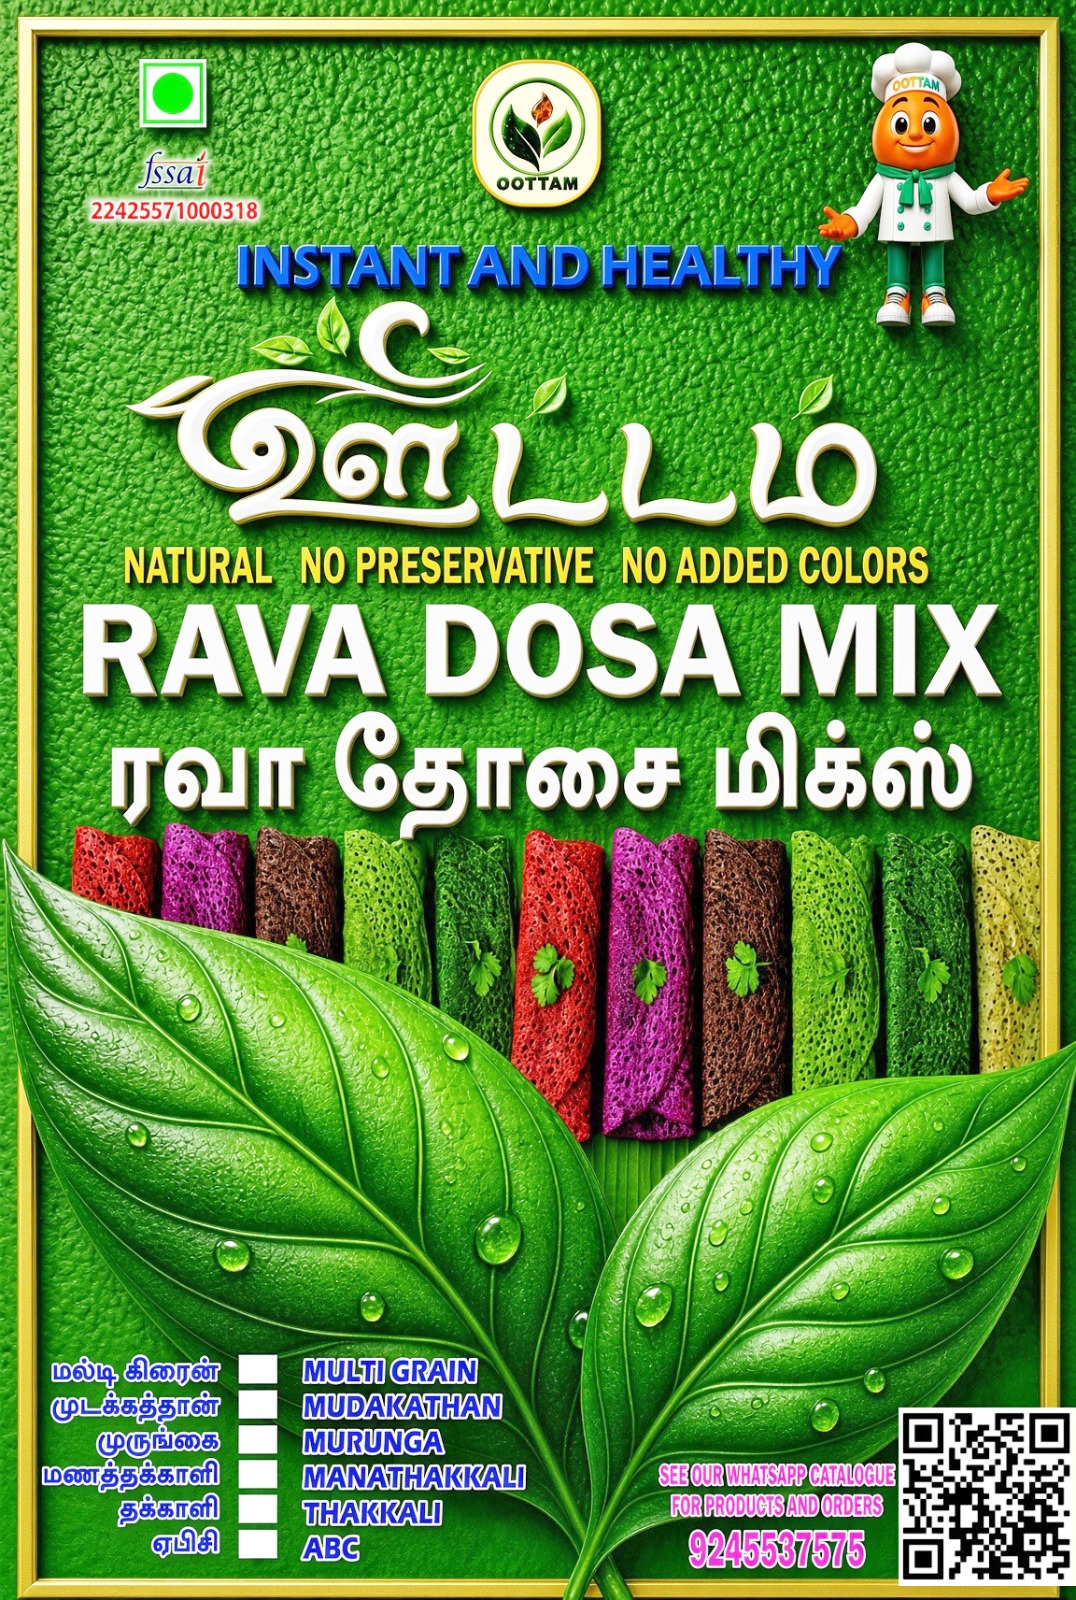 fssai
22425571000318
OOTTAM
OOTTAM
INSTANT AND HEALTHY
ஊட்டம்
NATURAL NO PRESERVATIVE NO ADDED COLORS
RAVA DOSA MIX
ரவா தோசை மிக்ஸ்
மல்டி கிரைன் MULTI GRAIN
முடக்கத்தான் MUDAKATHAN
முருங்கை MURUNGA
மணத்தக்காளி MANATHAKKALI
தக்காளி THAKKALI
ஏபிசி ABC
SEE OUR WHATSAPP CATALOGUE
FOR PRODUCTS AND ORDERS
9245537575